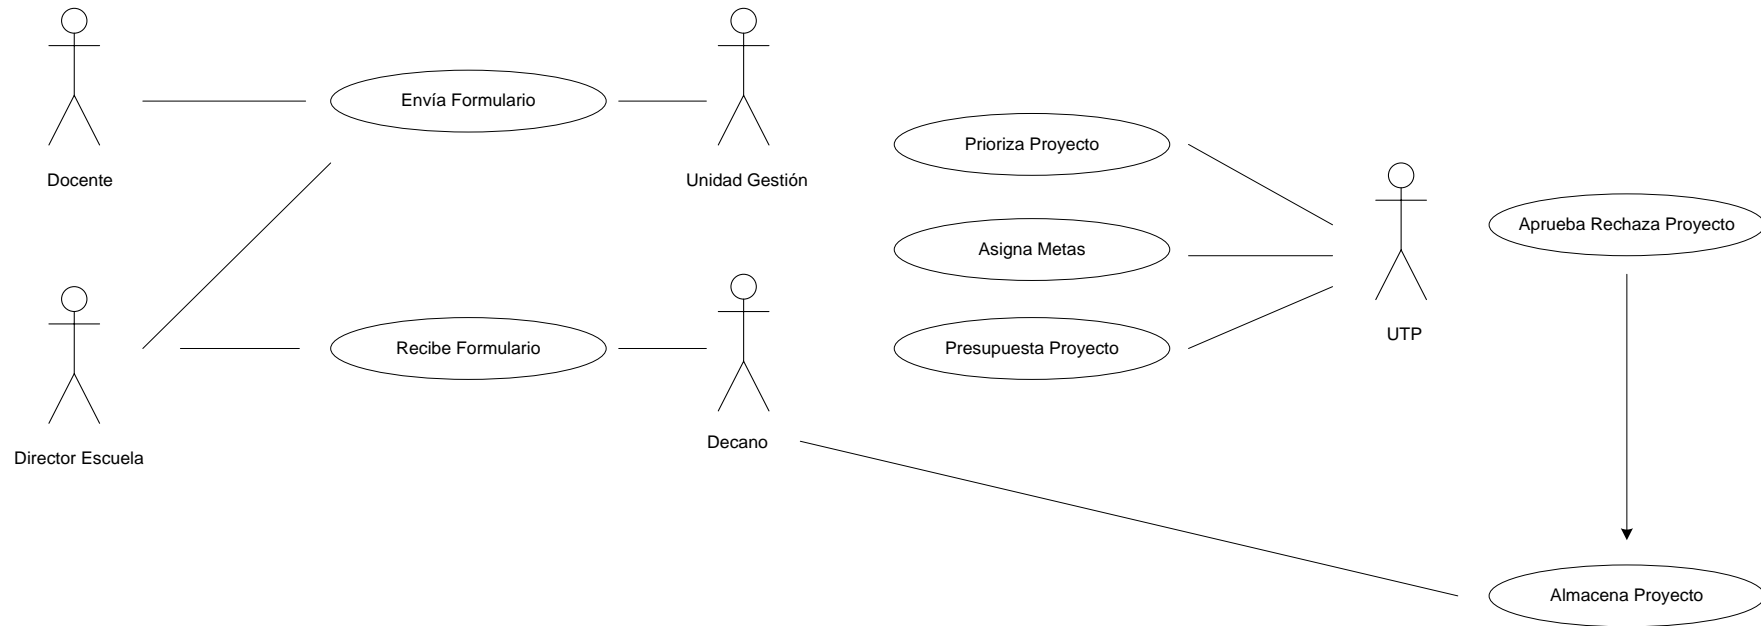 Envía Formulario
Prioriza Proyecto
Docente
Unidad Gestión
Aprueba Rechaza Proyecto
Asigna Metas
UTP
Recibe Formulario
Presupuesta Proyecto
Decano
Director Escuela
Almacena Proyecto